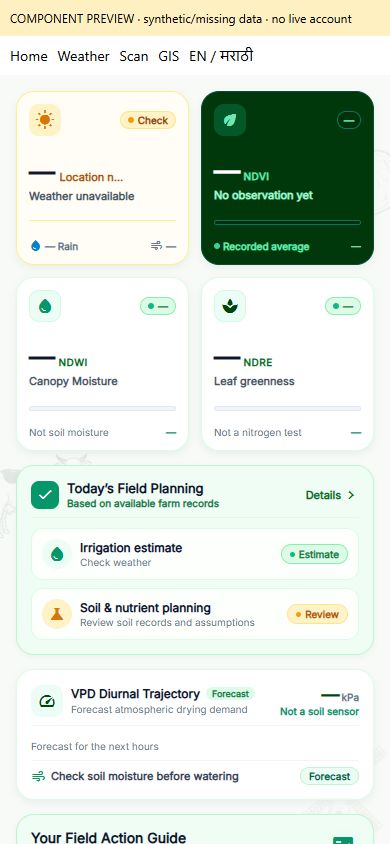 COMPONENT PREVIEW · synthetic/missing data · no live account
Home Weather Scan GIS EN / मराठी
Check
—
— Location n...
— NDVI
Weather unavailable
No observation yet
— Rain
—
Recorded average —
—
—
— NDWI
— NDRE
Canopy Moisture
Leaf greenness
Not soil moisture —
Not a nitrogen test —
Today's Field Planning
Based on available farm records
Details
Irrigation estimate
Check weather
Estimate
Soil & nutrient planning
Review soil records and assumptions
Review
VPD Diurnal Trajectory Forecast
Forecast atmospheric drying demand
— kPa
Not a soil sensor
Forecast for the next hours
Check soil moisture before watering
Forecast
Your Field Action Guide